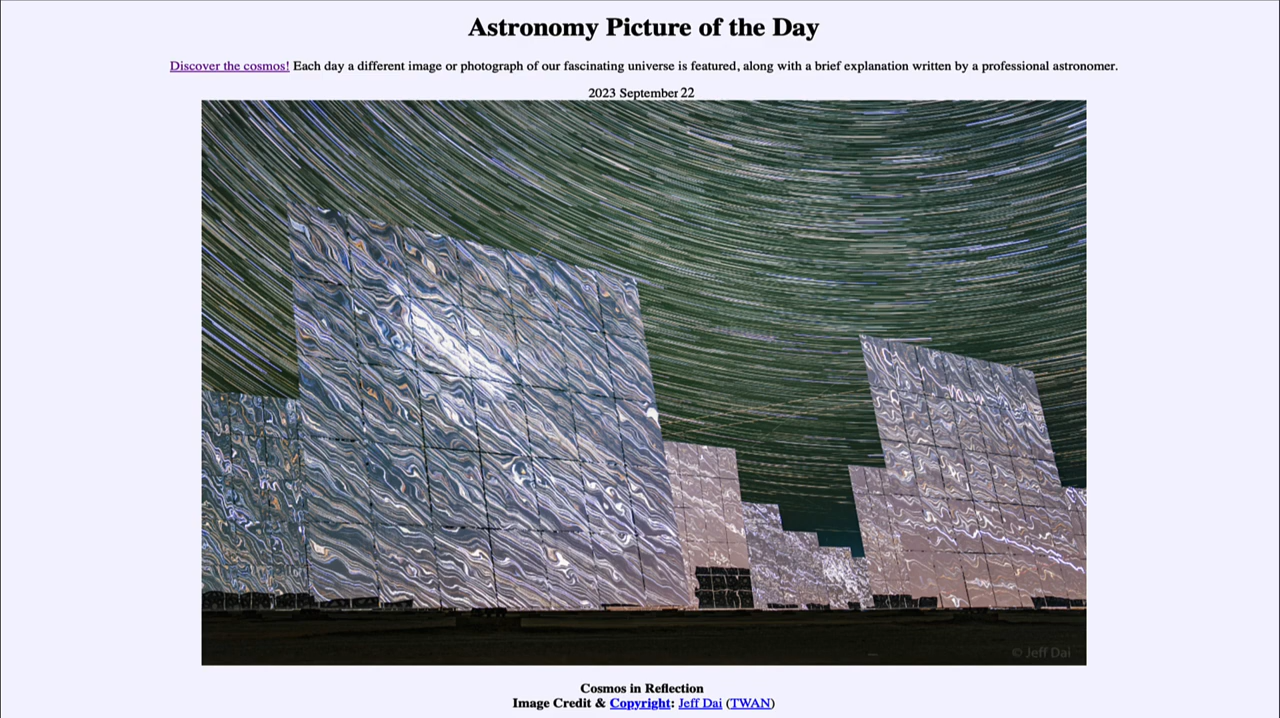 Astronomy Picture of the Day
Discover the cosmos! Each day a different image or photograph of our fascinating universe is featured, along with a brief explanation written by a professional astronomer.
2023 September 22
© Jeff Dai
Cosmos in Reflection
Image Credit & Copyright: Jeff Dai (TWAN)